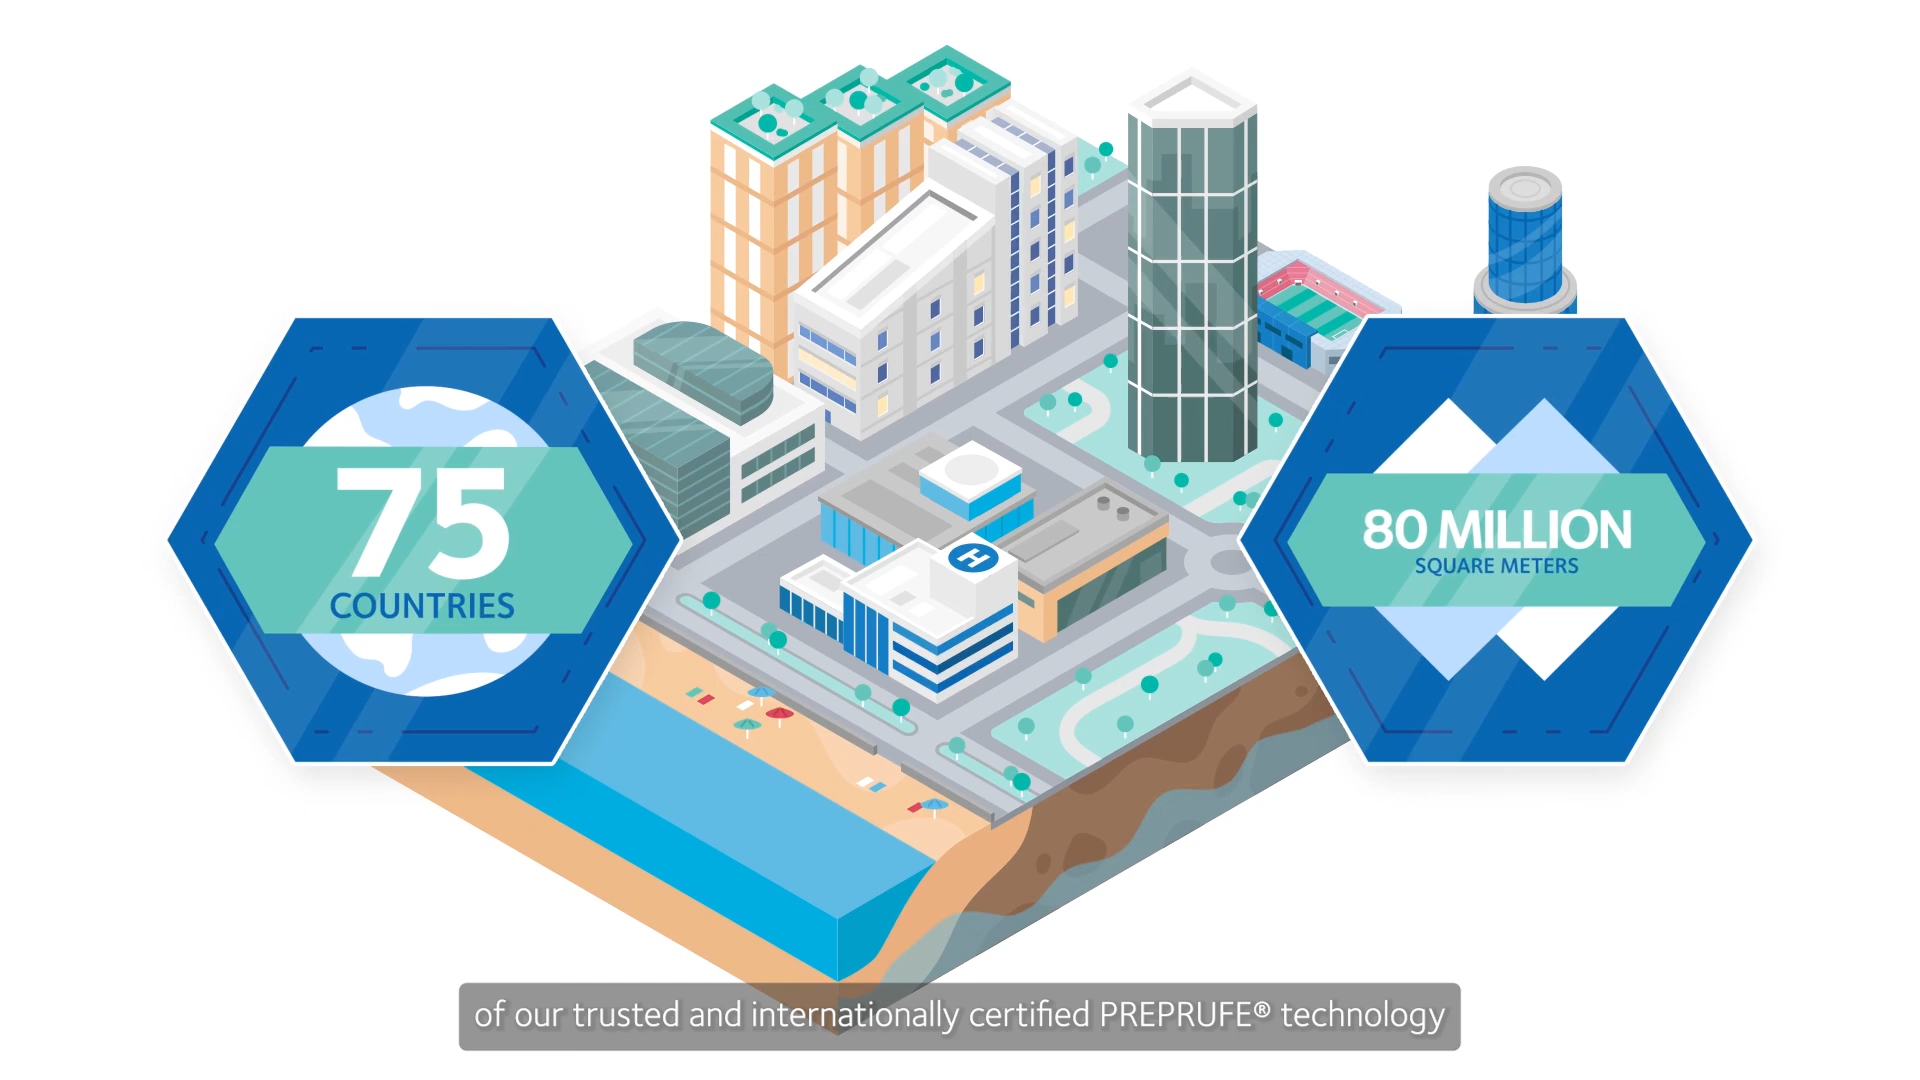 75
COUNTRIES
80 MILLION
SQUARE METERS
H
of our trusted and internationally certified PREPRUFE® technology